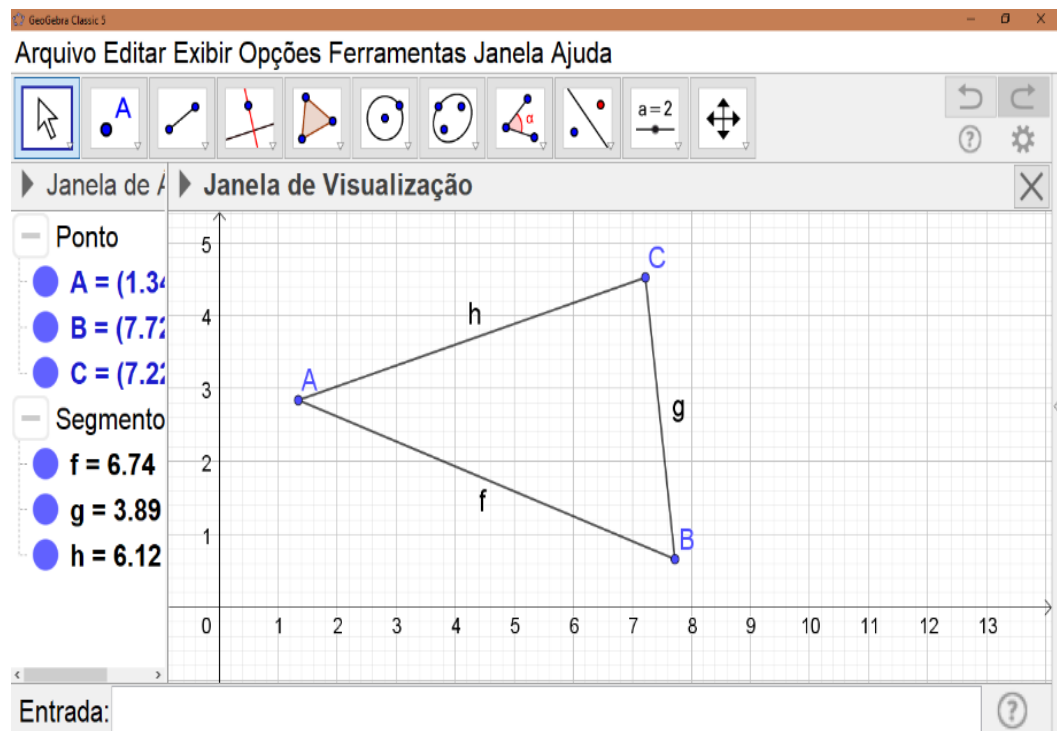 GeoGebra Classic 5
Arquivo Editar Exibir Opções Ferramentas Janela Ajuda
A
α
a=2
Janela de
Janela de Visualização
Ponto
A = (1.34
B = (7.72
C = (7.22
Segmento
f = 6.74
g = 3.89
h = 6.12
5
4
3
2
1
0 1 2 3 4 5 6 7 8 9 10 11 12 13
C
h
A
g
f
B
Entrada: